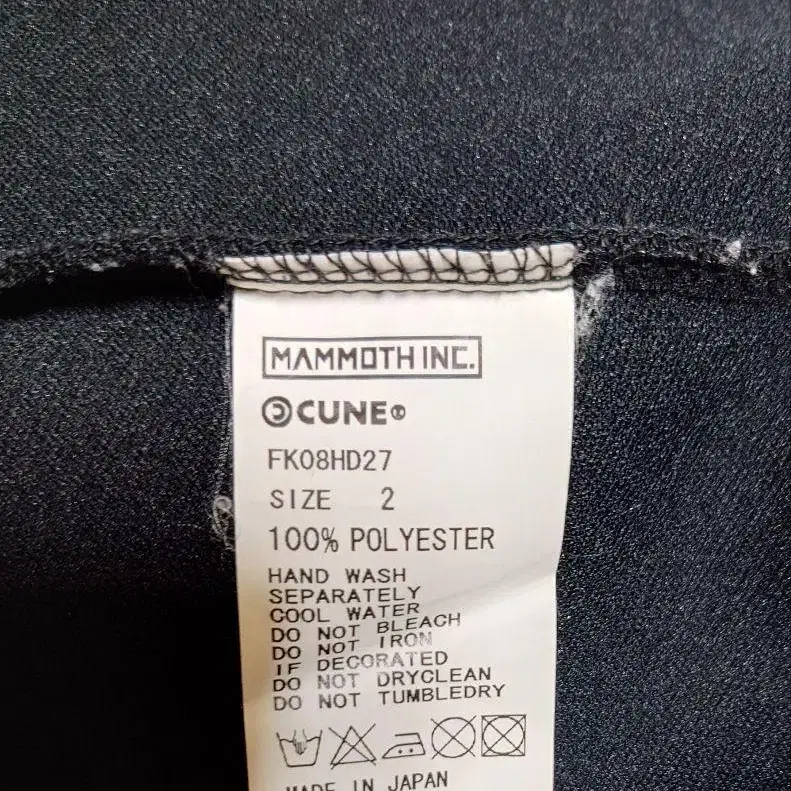 MAMMOTH INC.
CUNE®
FK08HD27
SIZE 2
100% POLYESTER
HAND WASH
SEPARATELY
COOL WATER
DO NOT BLEACH
DO NOT IRON
IF DECORATED
DO NOT DRYCLEAN
DO NOT TUMBLEDRY
MADE IN JAPAN